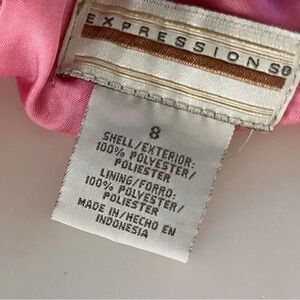 EXPRESSIONS
8
SHELL/EXTERIOR:
100% POLYESTER/
POLIESTER
LINING/FORRO:
100% POLYESTER/
POLIESTER
MADE IN/HECHO EN
INDONESIA